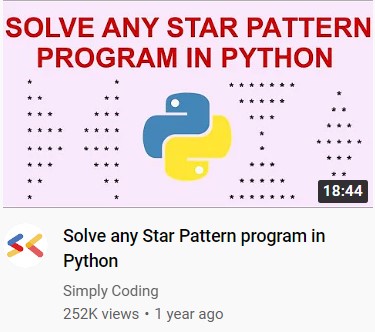 SOLVE ANY STAR PATTERN
PROGRAM IN PYTHON
18:44
Solve any Star Pattern program in
Python
Simply Coding
252K views • 1 year ago